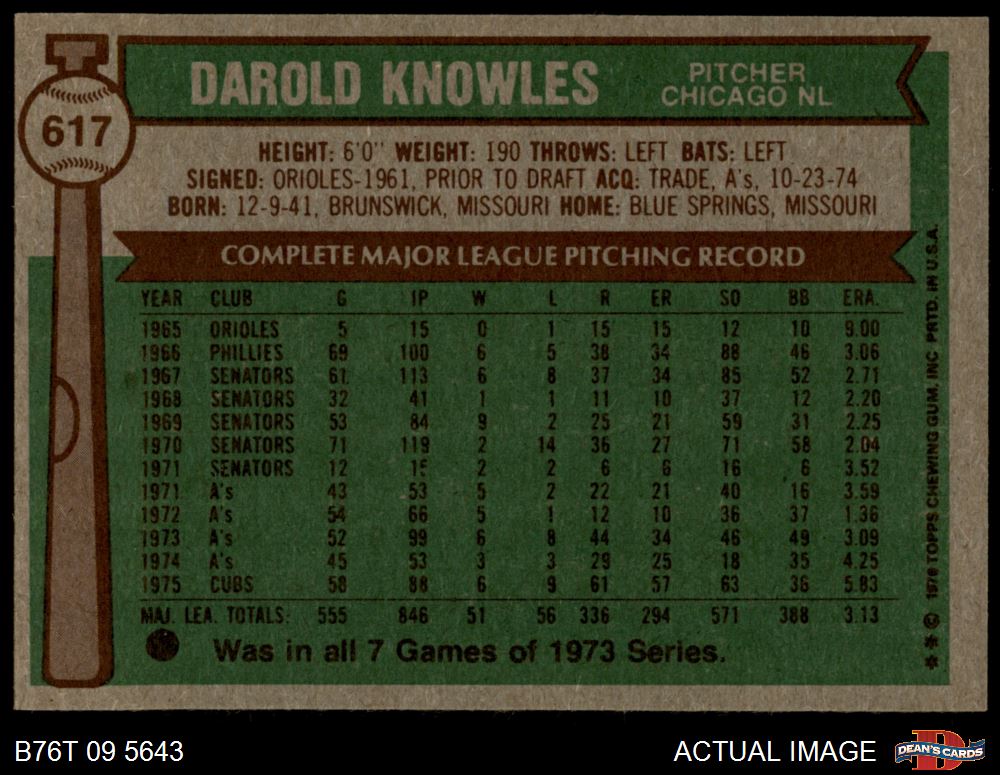 617
DAROLD KNOWLES
PITCHER
CHICAGO NL
HEIGHT: 6'0" WEIGHT: 190 THROWS: LEFT BATS: LEFT
SIGNED: ORIOLES-1961, PRIOR TO DRAFT ACQ: TRADE, A's, 10-23-74
BORN: 12-9-41, BRUNSWICK, MISSOURI HOME: BLUE SPRINGS, MISSOURI
COMPLETE MAJOR LEAGUE PITCHING RECORD
YEAR CLUB G IP W L R ER SO BB ERA.
1965 ORIOLES 5 15 0 1 15 15 12 10 9.00
1966 PHILLIES 69 100 6 5 38 34 88 46 3.06
1967 SENATORS 61 113 6 8 37 34 85 52 2.71
1968 SENATORS 32 41 1 1 11 10 37 12 2.20
1969 SENATORS 53 84 9 2 25 21 59 31 2.25
1970 SENATORS 71 119 2 14 36 27 71 58 2.04
1971 SENATORS 12 15 2 2 6 6 16 6 3.52
1971 A's 43 53 5 2 22 21 40 16 3.59
1972 A's 54 66 5 1 12 10 36 37 1.36
1973 A's 52 99 6 8 44 34 46 49 3.09
1974 A's 45 53 3 3 29 25 18 35 4.25
1975 CUBS 58 88 6 9 61 57 63 36 5.83
MAJ. LEA. TOTALS: 555 846 51 56 336 294 571 388 3.13
Was in all 7 Games of 1973 Series.
** © 1976 TOPPS CHEWING GUM, INC PRTD. IN U.S.A.
B76T 09 5643
ACTUAL IMAGE
DEAN'S CARDS